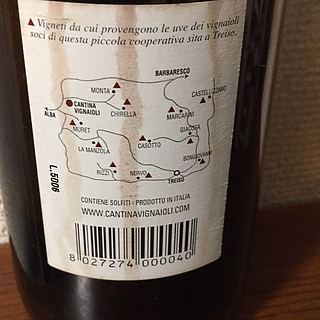 ▲ Vigneti da cui provengono le uve dei vignaioli
soci di questa piccola cooperativa sita a Treiso.
BARBARESCO
MONTA'
CASTELLIZZANO
ALBA
CANTINA
VIGNAIOLI
CHIRELLA
MARCARINI
MURET
GIACOSA
LA MANZOLA
CASOTTO
BONGIOVANNI
RIZZI
NERVO
TREISO
L.5006
CONTIENE SOLFITI - PRODOTTO IN ITALIA
WWW.CANTINAVIGNAIOLI.COM
8 027274 000040